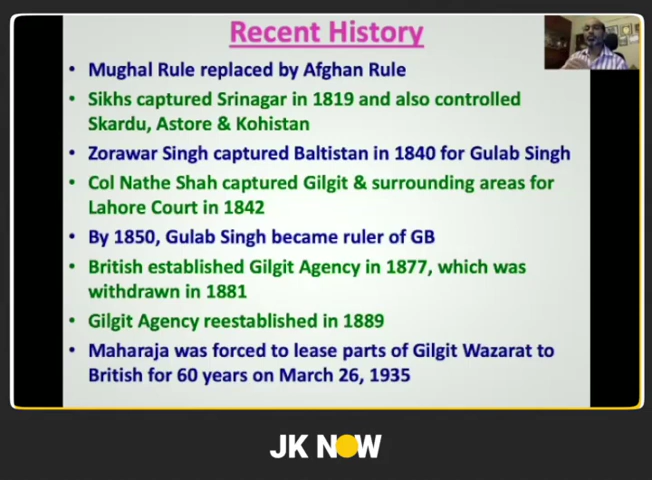 Recent History
• Mughal Rule replaced by Afghan Rule
• Sikhs captured Srinagar in 1819 and also controlled
Skardu, Astore & Kohistan
• Zorawar Singh captured Baltistan in 1840 for Gulab Singh
• Col Nathe Shah captured Gilgit & surrounding areas for
Lahore Court in 1842
• By 1850, Gulab Singh became ruler of GB
• British established Gilgit Agency in 1877, which was
withdrawn in 1881
• Gilgit Agency reestablished in 1889
• Maharaja was forced to lease parts of Gilgit Wazarat to
British for 60 years on March 26, 1935
JK NOW